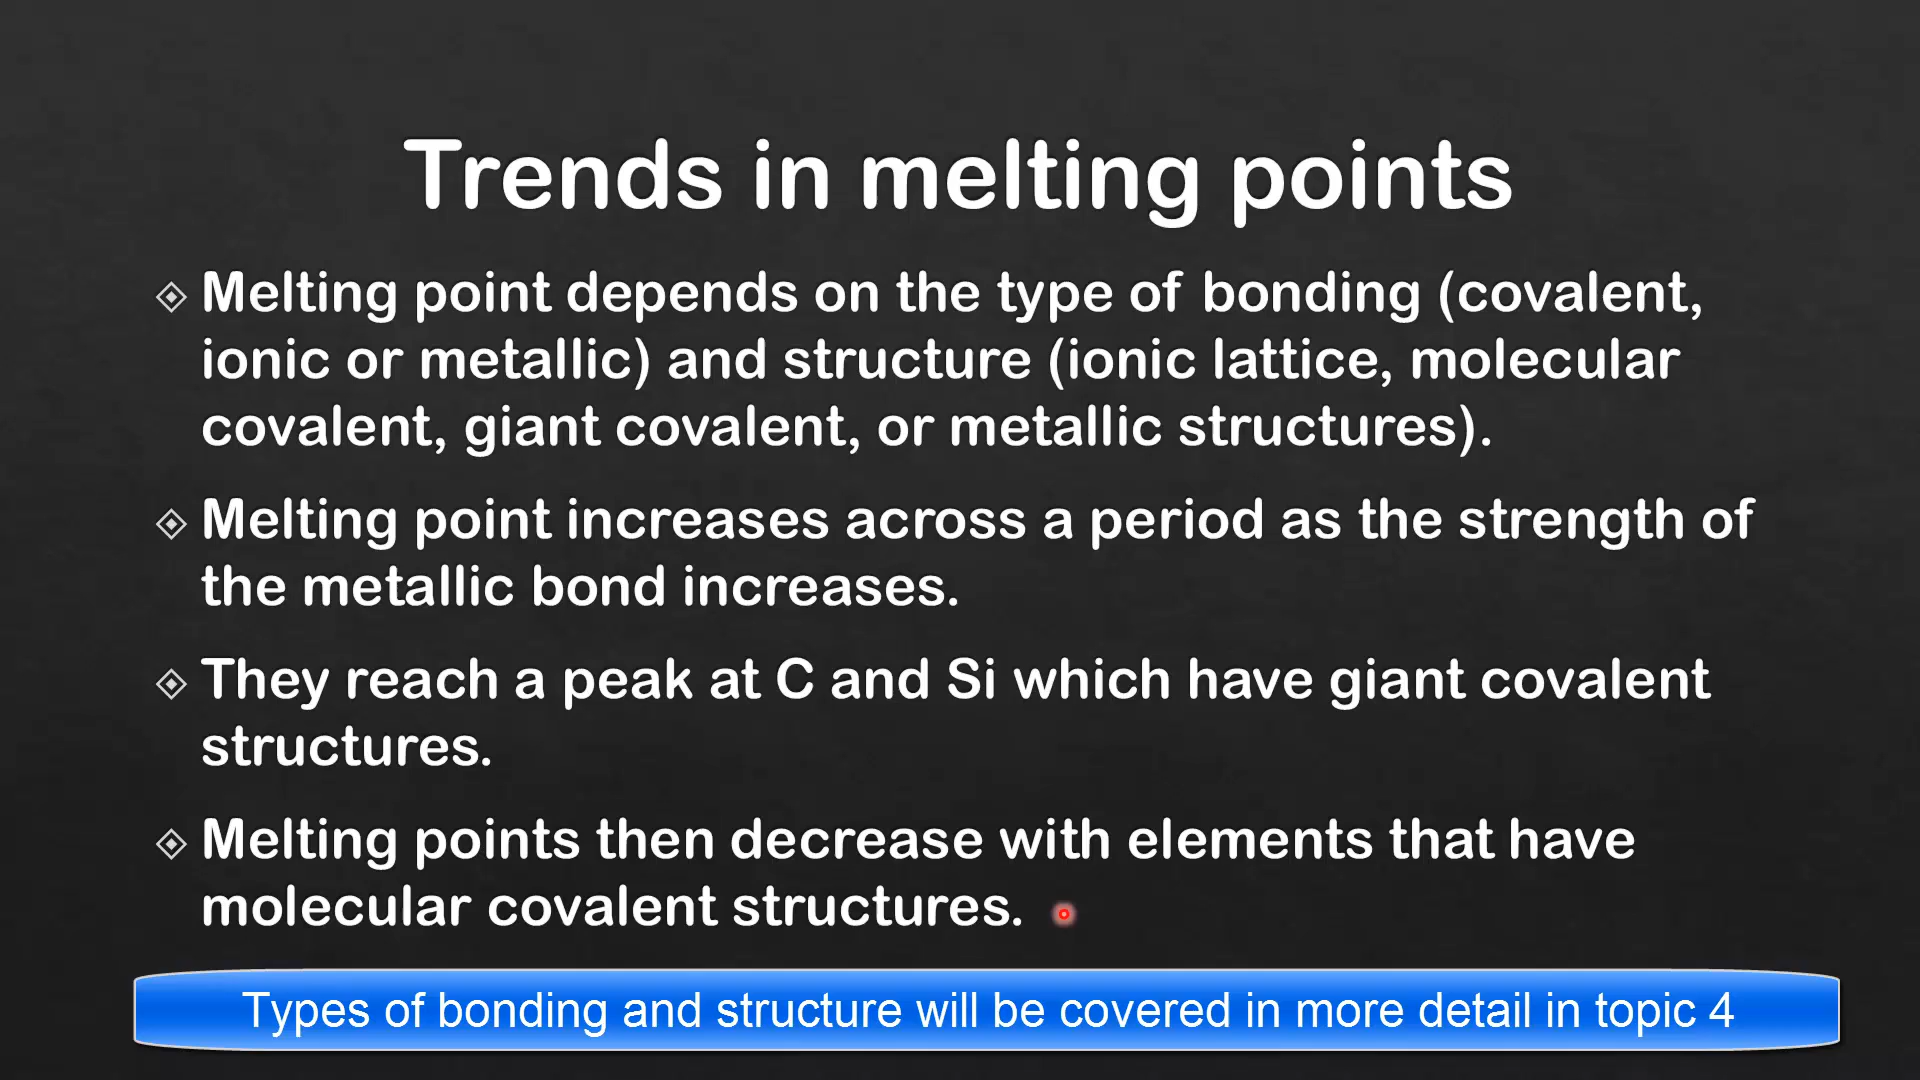 Trends in melting points
Melting point depends on the type of bonding (covalent,
ionic or metallic) and structure (ionic lattice, molecular
covalent, giant covalent, or metallic structures).
Melting point increases across a period as the strength of
the metallic bond increases.
They reach a peak at C and Si which have giant covalent
structures.
Melting points then decrease with elements that have
molecular covalent structures.
Types of bonding and structure will be covered in more detail in topic 4